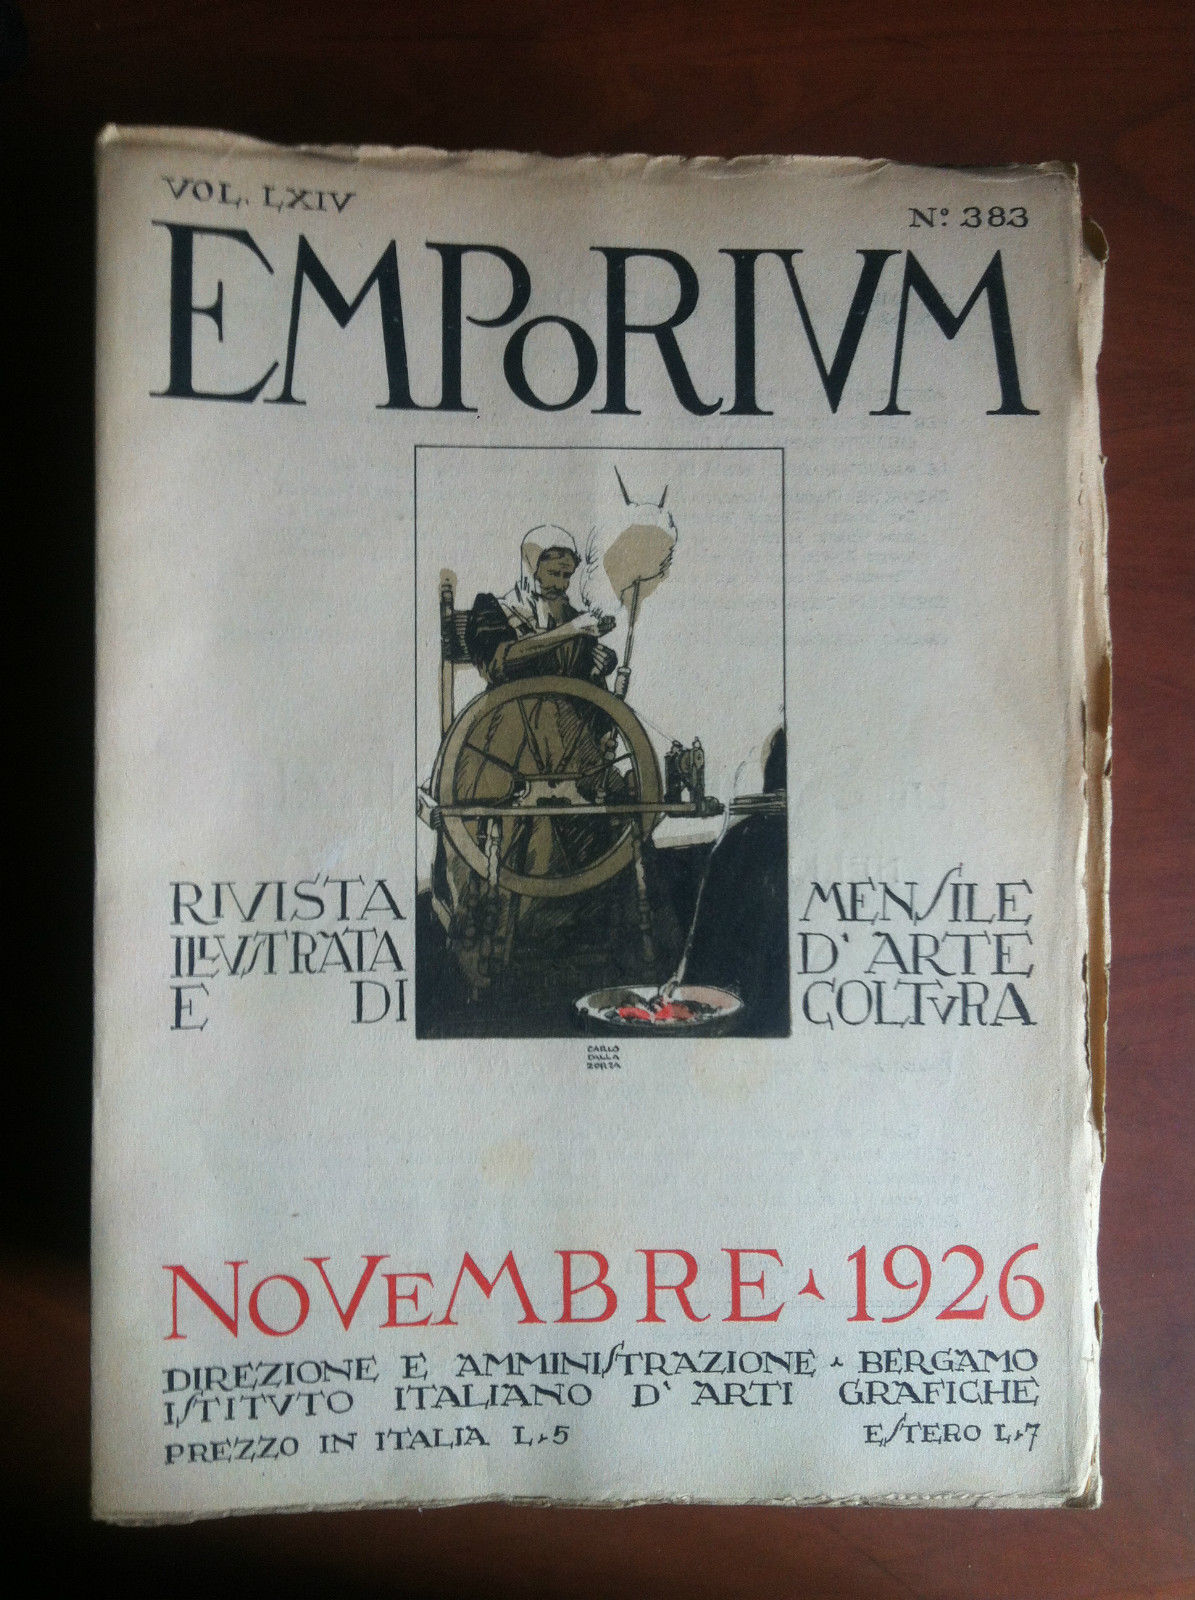 VOL. LXIV
Nº 383
EMPORIVM
RIVISTA MENSILE
ILLVSTRATA D'ARTE
E DI COLTVRA
CARLO
DALLA
ZORZA
NOVEMBRE 1926
DIREZIONE E AMMINISTRAZIONE BERGAMO
ISTITVTO ITALIANO D'ARTI GRAFICHE
PREZZO IN ITALIA L. 5 ESTERO L. 7